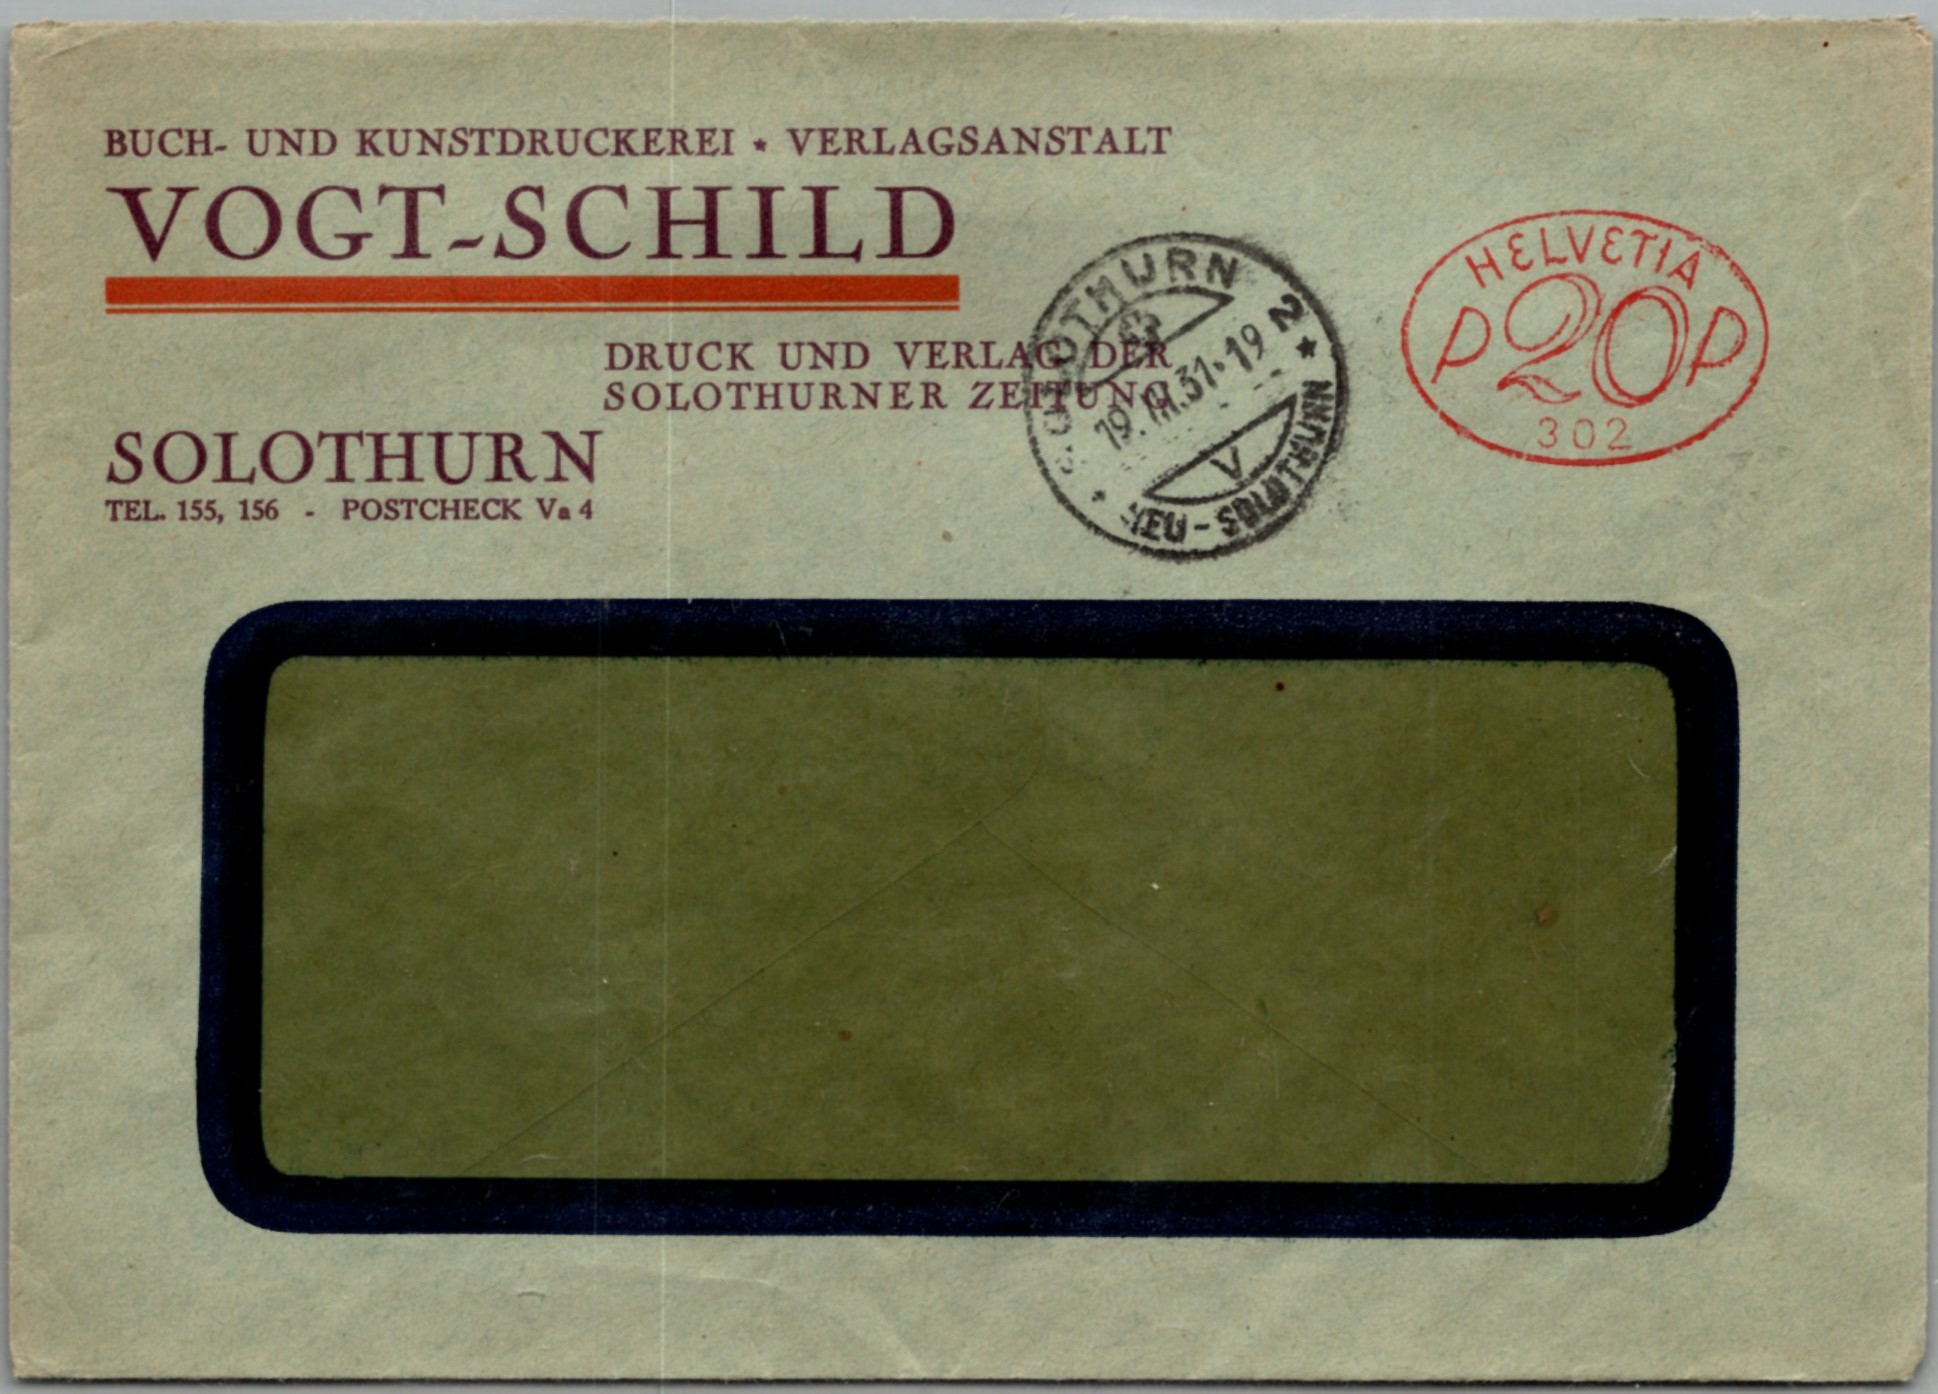 BUCH- UND KUNSTDRUCKEREI * VERLAGSANSTALT
VOGT-SCHILD
DRUCK UND VERLAG DER
SOLOTHURNER ZEITUNG
SOLOTHURN
TEL. 155, 156 - POSTCHECK Va 4
SOLOTHURN 2
19. III. 31. 19
V
NEU-SOLOTHURN
HELVETIA
P 20 P
302